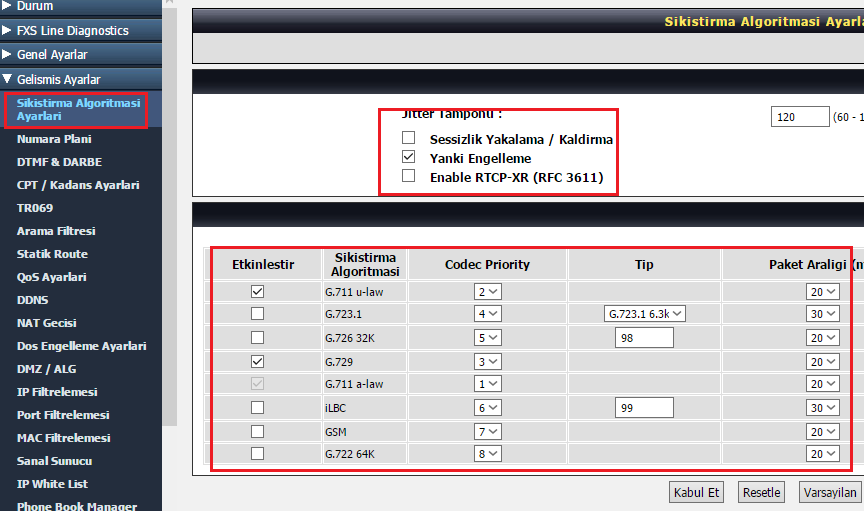 Durum
Sikistirma Algoritmasi Ayarla
FXS Line Diagnostics
Genel Ayarlar
Gelismis Ayarlar
Sikistirma Algoritmasi
Ayarlari
Numara Plani
DTMF & DARBE
CPT / Kadans Ayarlari
TR069
Arama Filtresi
Statik Route
QoS Ayarlari
DDNS
NAT Gecisi
Dos Engelleme Ayarlari
DMZ / ALG
IP Filtrelemesi
Port Filtrelemesi
MAC Filtrelemesi
Sanal Sunucu
IP White List
Phone Book Manager
Jitter Tamponu : 120 (60 - 1
Sessizlik Yakalama / Kaldirma
Yanki Engelleme
Enable RTCP-XR (RFC 3611)
Etkinlestir Sikistirma Algoritmasi Codec Priority Tip Paket Araligi (m
G.711 u-law 2 20
G.723.1 4 G.723.1 6.3k 30
G.726 32K 5 98 20
G.729 3 20
G.711 a-law 1 20
iLBC 6 99 30
GSM 7 20
G.722 64K 8 20
Kabul Et Resetle Varsayilan